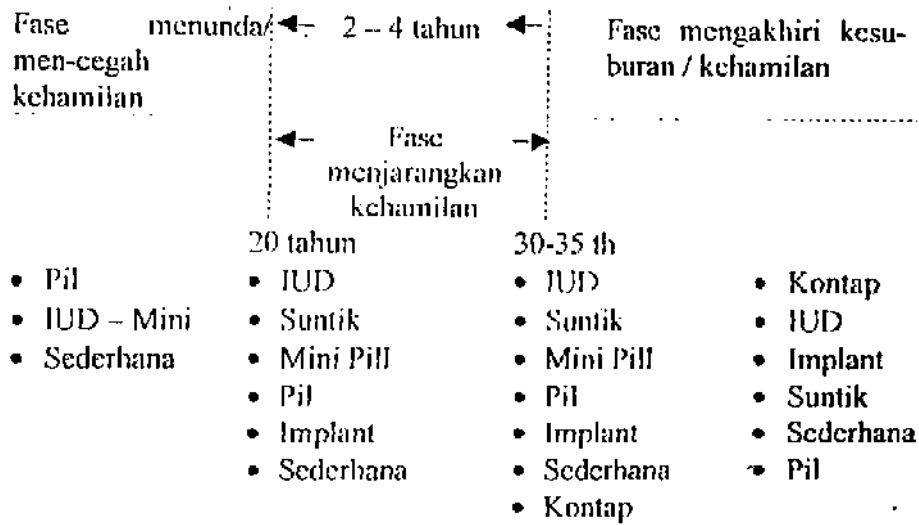 Fase menunda/
men-cegah
kehamilan
2 – 4 tahun
Fase mengakhiri kesu-
buran / kehamilan
Fase
menjarangkan
kehamilan
20 tahun
30-35 th
• Pil
• IUD – Mini
• Sederhana
• IUD
• Suntik
• Mini Pill
• Pil
• Implant
• Sederhana
• IUD
• Suntik
• Mini Pill
• Pil
• Implant
• Sederhana
• Kontap
• Kontap
• IUD
• Implant
• Suntik
• Sederhana
• Pil